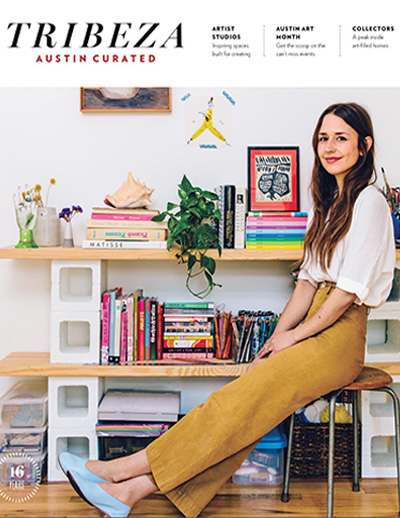 TRIBEZA
AUSTIN CURATED
ARTIST
STUDIOS
Inspiring spaces
built for creating
AUSTIN ART
MONTH
Get the scoop on the
can't miss events
COLLECTORS
A peak inside
art-filled homes
MATISSE
16
YEARS